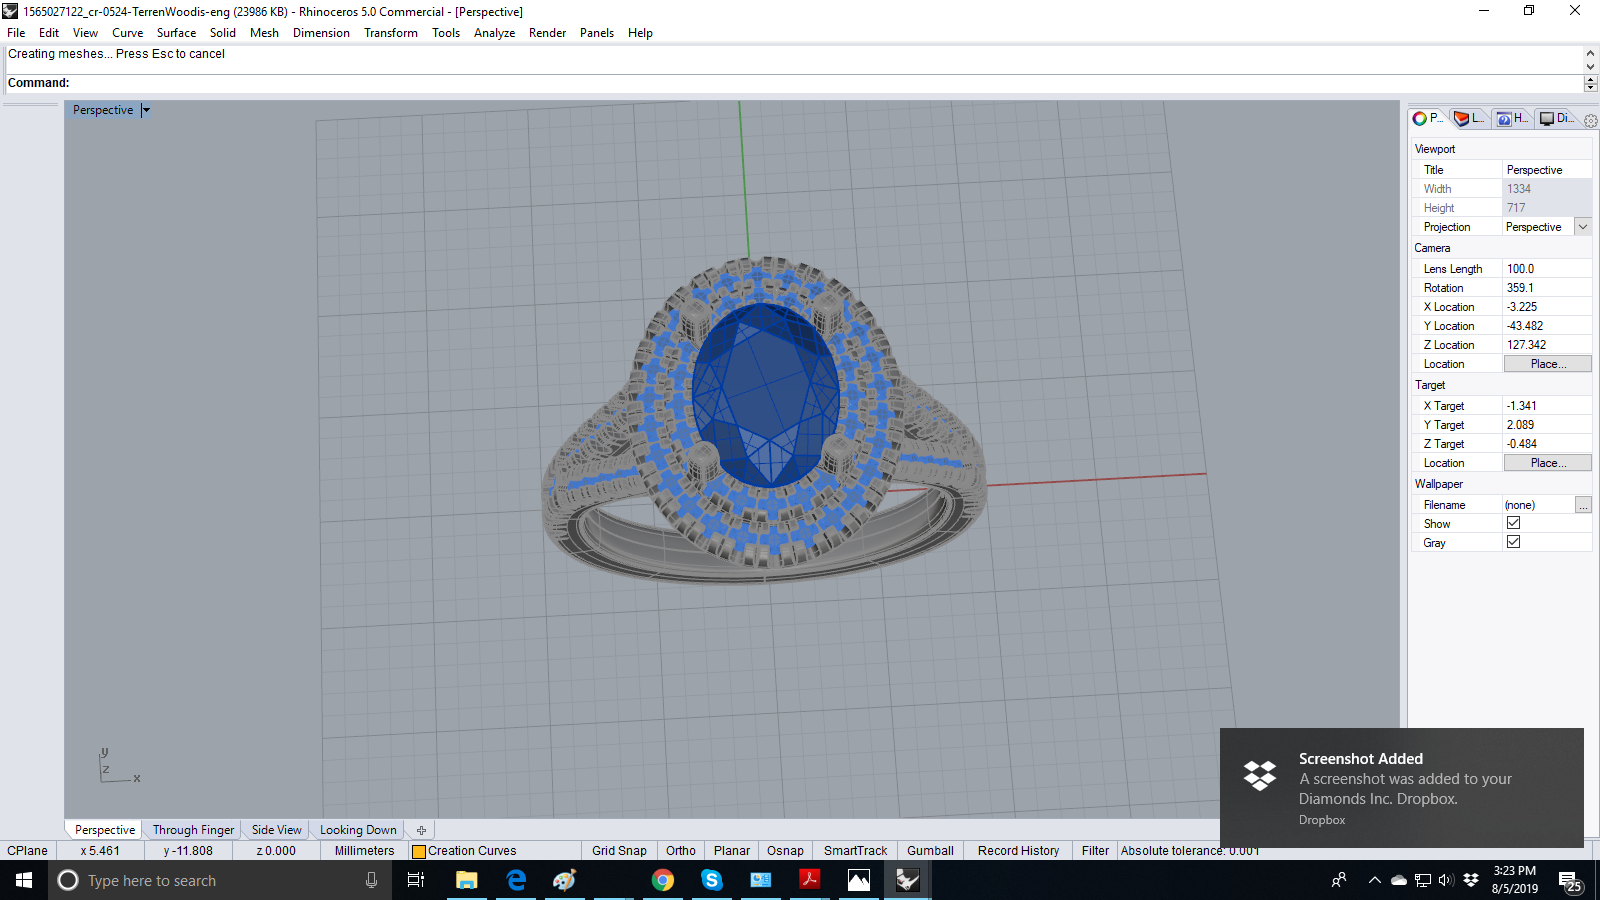 1565027122_cr-0524-TerrenWoodis-eng (23986 KB) - Rhinoceros 5.0 Commercial - [Perspective]
File Edit View Curve Surface Solid Mesh Dimension Transform Tools Analyze Render Panels Help
Creating meshes... Press Esc to cancel
Command:
Perspective
P... L... H... Di...
Viewport
Title Perspective
Width 1334
Height 717
Projection Perspective
Camera
Lens Length 100.0
Rotation 359.1
X Location -3.225
Y Location -43.482
Z Location 127.342
Location Place...
Target
X Target -1.341
Y Target 2.089
Z Target -0.484
Location Place...
Wallpaper
Filename (none) ...
Show
Gray
y
z
x
Screenshot Added
A screenshot was added to your
Diamonds Inc. Dropbox.
Dropbox
Perspective Through Finger Side View Looking Down
CPlane x 5.461 y -11.808 z 0.000 Millimeters Creation Curves Grid Snap Ortho Planar Osnap SmartTrack Gumball Record History Filter Absolute tolerance: 0.001
Type here to search
3:23 PM
8/5/2019
25